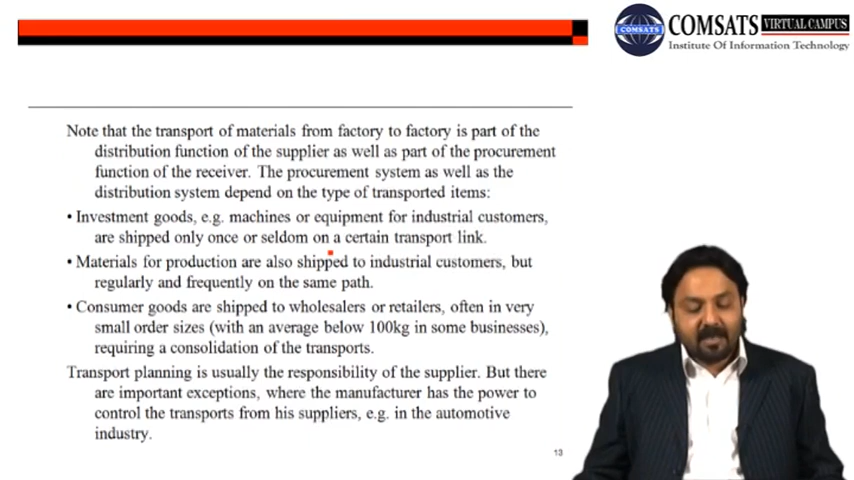 COMSATS VIRTUAL CAMPUS
COMSATS
Institute Of Information Technology
Note that the transport of materials from factory to factory is part of the
distribution function of the supplier as well as part of the procurement
function of the receiver. The procurement system as well as the
distribution system depend on the type of transported items:
• Investment goods, e.g. machines or equipment for industrial customers,
are shipped only once or seldom on a certain transport link.
• Materials for production are also shipped to industrial customers, but
regularly and frequently on the same path.
• Consumer goods are shipped to wholesalers or retailers, often in very
small order sizes (with an average below 100kg in some businesses),
requiring a consolidation of the transports.
Transport planning is usually the responsibility of the supplier. But there
are important exceptions, where the manufacturer has the power to
control the transports from his suppliers, e.g. in the automotive
industry.
13